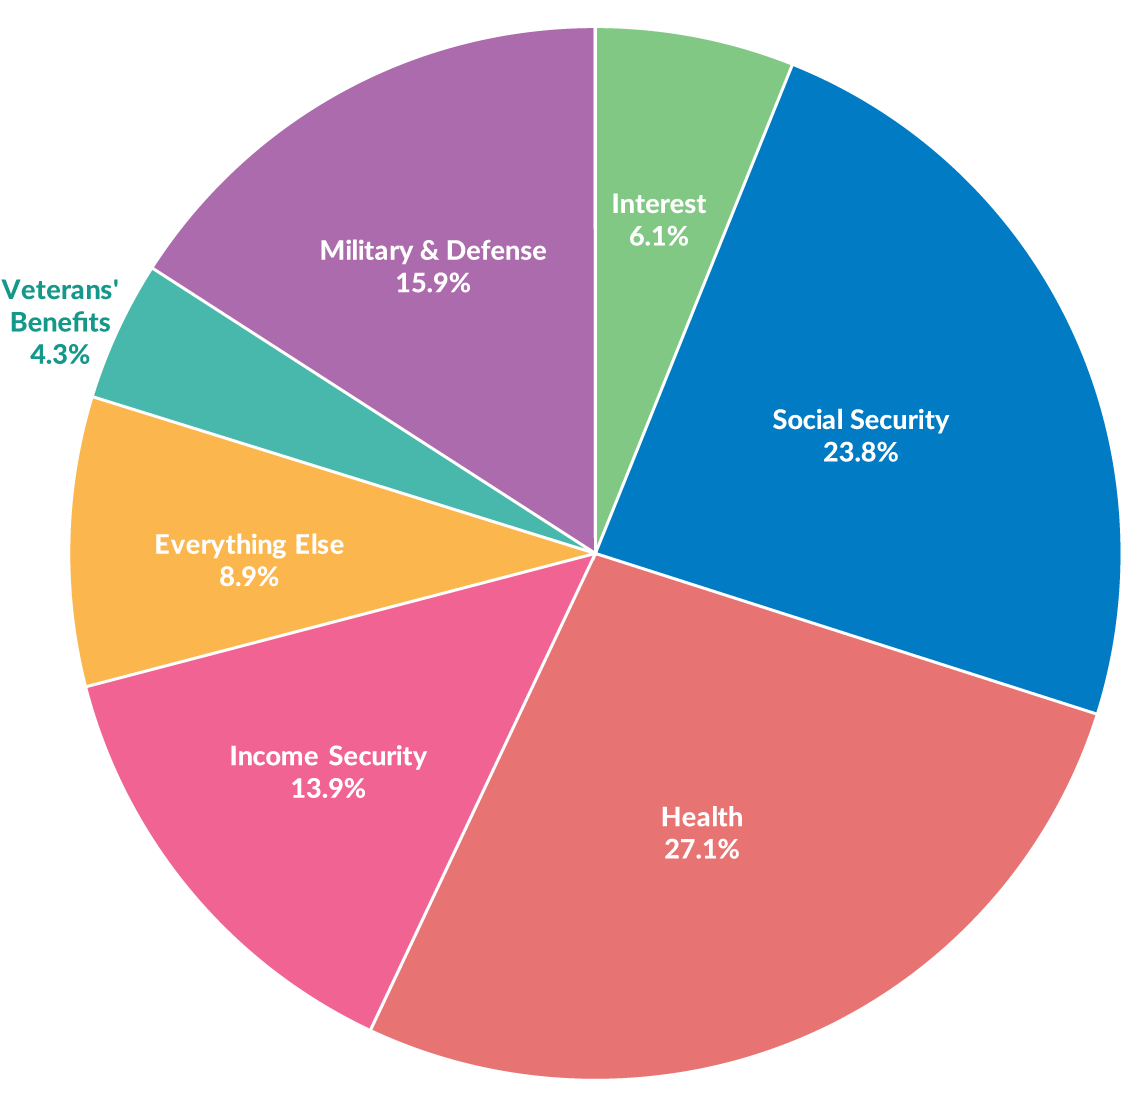 Interest
6.1%
Social Security
23.8%
Health
27.1%
Income Security
13.9%
Everything Else
8.9%
Veterans'
Benefits
4.3%
Military & Defense
15.9%